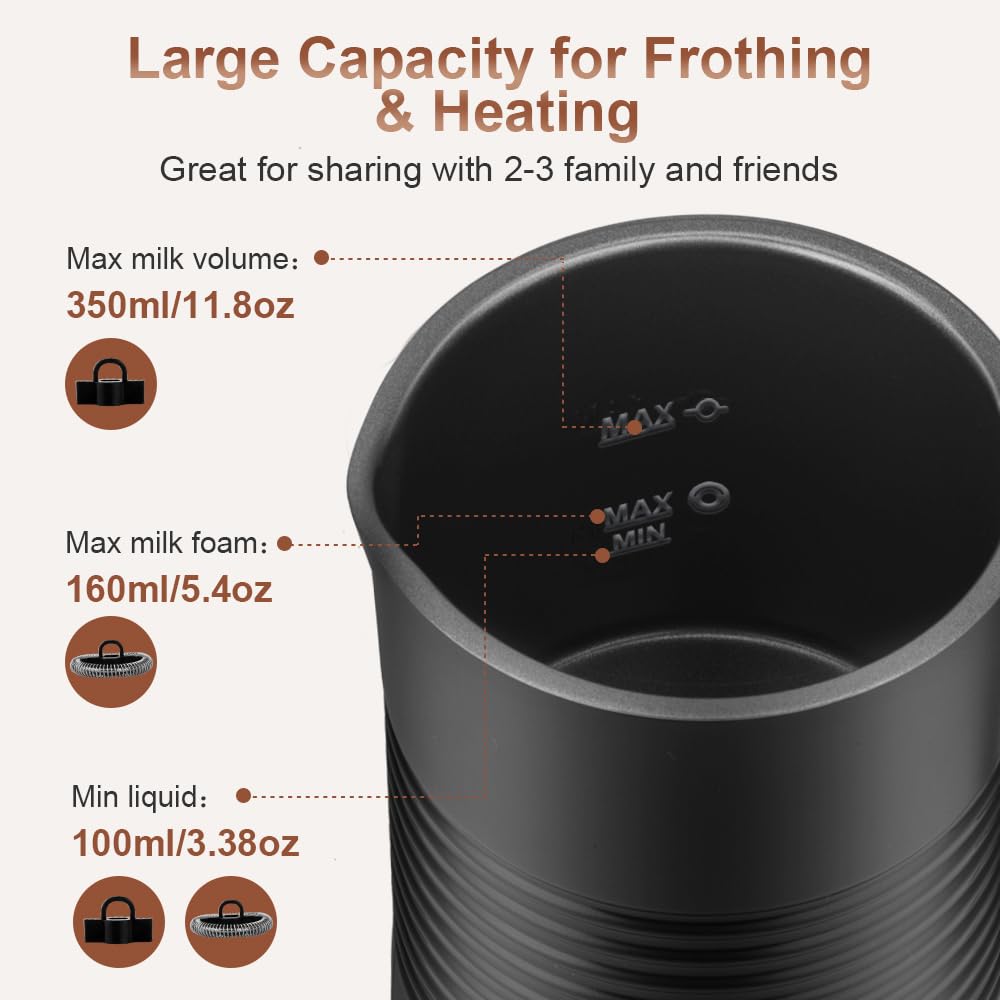 Large Capacity for Frothing
& Heating
Great for sharing with 2-3 family and friends
Max milk volume:
350ml/11.8oz
MAX
MAX
MIN
Max milk foam:
160ml/5.4oz
Min liquid:
100ml/3.38oz